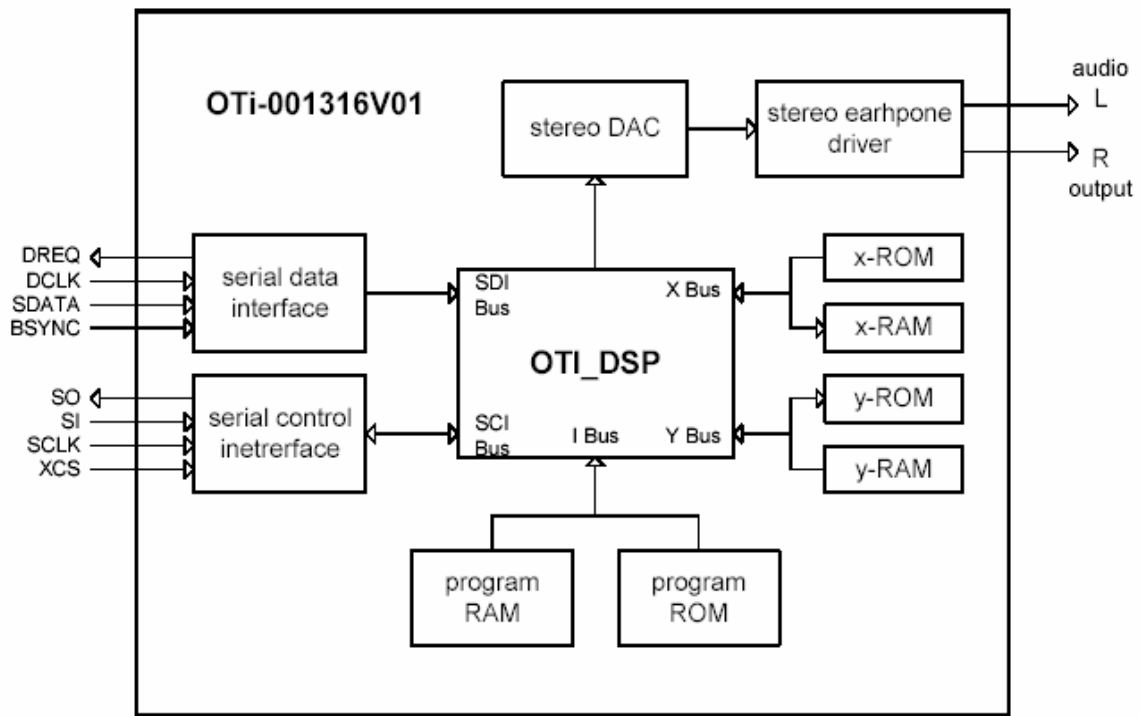 OTi-001316V01
stereo DAC
stereo earhpone
driver
audio
L
R
output
DREQ
DCLK
SDATA
BSYNC
serial data
interface
SO
SI
SCLK
XCS
serial control
inetrerface
SDI
Bus
X Bus
OTI_DSP
SCI
Bus
I Bus
Y Bus
x-ROM
x-RAM
y-ROM
y-RAM
program
RAM
program
ROM